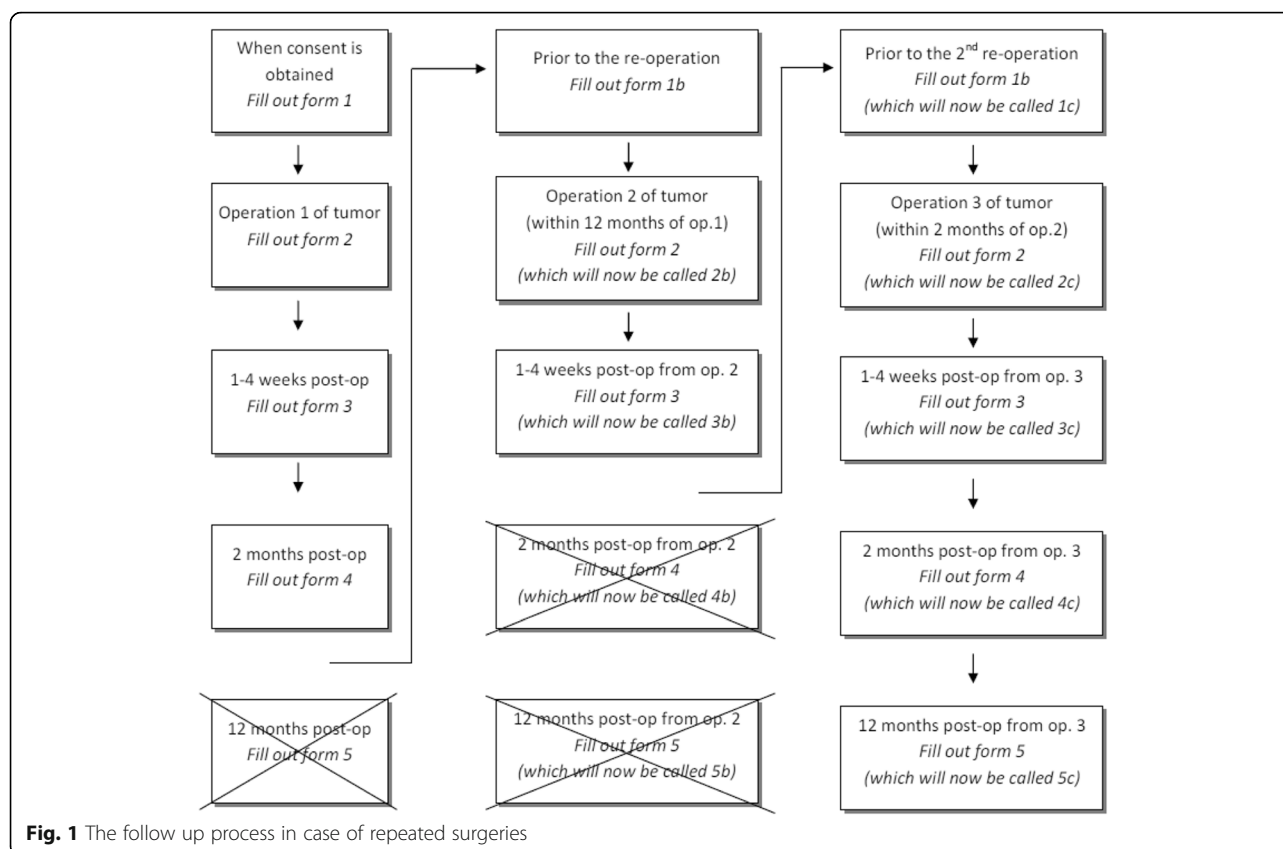 When consent is
obtained
Fill out form 1
Operation 1 of tumor
Fill out form 2
1-4 weeks post-op
Fill out form 3
2 months post-op
Fill out form 4
12 months post-op
Fill out form 5
Prior to the re-operation
Fill out form 1b
Operation 2 of tumor
(within 12 months of op.1)
Fill out form 2
(which will now be called 2b)
1-4 weeks post-op from op. 2
Fill out form 3
(which will now be called 3b)
2 months post-op from op. 2
Fill out form 4
(which will now be called 4b)
12 months post-op from op. 2
Fill out form 5
(which will now be called 5b)
Prior to the 2nd re-operation
Fill out form 1b
(which will now be called 1c)
Operation 3 of tumor
(within 2 months of op.2)
Fill out form 2
(which will now be called 2c)
1-4 weeks post-op from op. 3
Fill out form 3
(which will now be called 3c)
2 months post-op from op. 3
Fill out form 4
(which will now be called 4c)
12 months post-op from op. 3
Fill out form 5
(which will now be called 5c)
Fig. 1 The follow up process in case of repeated surgeries